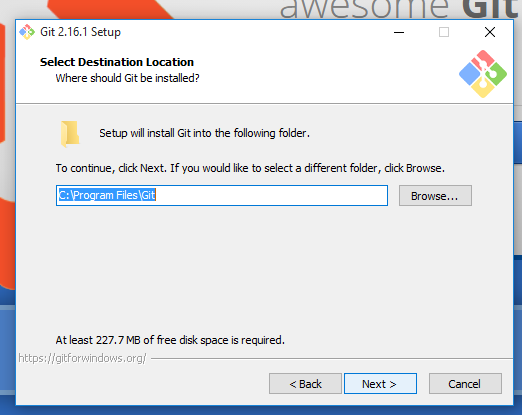 awesome Git
Git 2.16.1 Setup
Select Destination Location
Where should Git be installed?
Setup will install Git into the following folder.
To continue, click Next. If you would like to select a different folder, click Browse.
C:\Program Files\Git
Browse...
At least 227.7 MB of free disk space is required.
https://gitforwindows.org/
< Back
Next >
Cancel